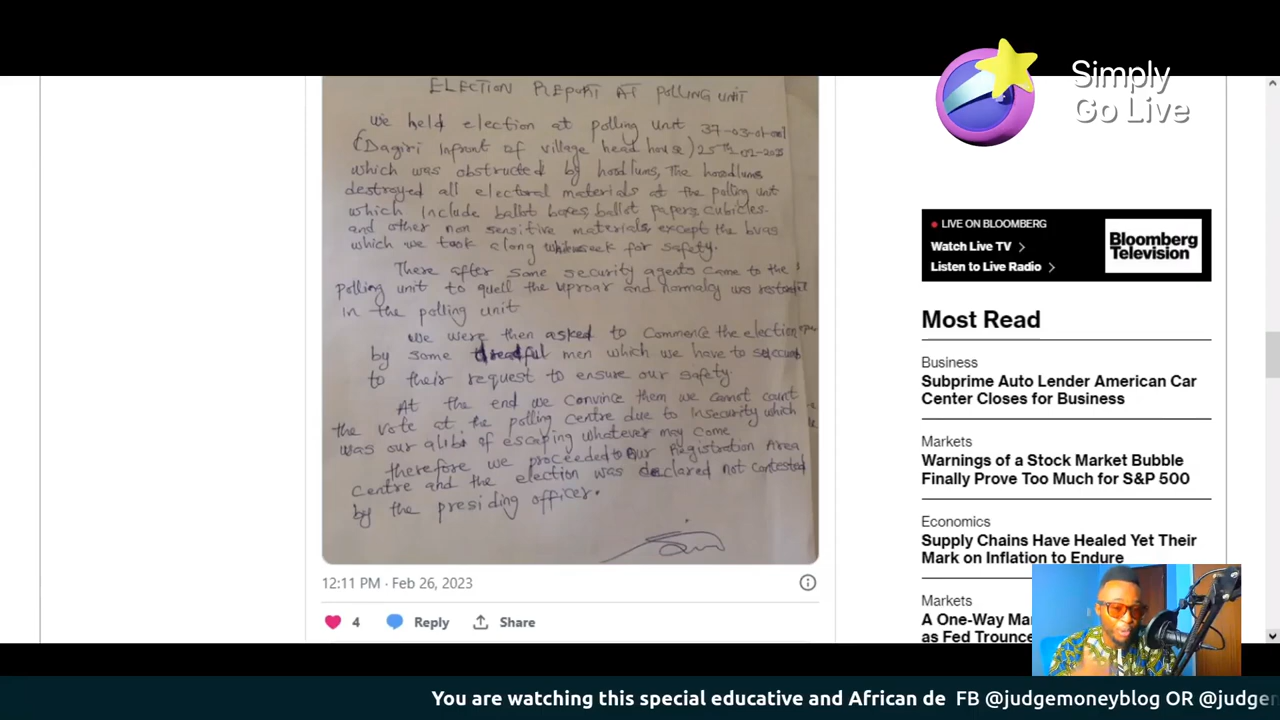 Simply
Go Live
ELECTION REPORT AT POLLING UNIT
We held election at polling unit 37-03-01-001
(Dagiri Infront of village head house) 25TH 02-2023
which was obstructed by hoodlums, The hoodlums
destroyed all electoral materials at the polling unit
which include ballot boxes, ballot papers, cubicles.
and other non sensitive materials except the bvas
which we took along seek for safety.
There after some security agents came to the
polling unit to quell the uproar and normalcy was
in the polling unit
We were then asked to commence the election
by some dreadful men which we have to
to their request to ensure our safety.
At the end we convince them we cannot count
the vote at the polling centre due to insecurity which
was our alibi of escaping whatever may come
therefore we proceeded to our Registration Area
Centre and the election was declared not contested
by the presiding officer.
12:11 PM · Feb 26, 2023
4 Reply Share
LIVE ON BLOOMBERG
Watch Live TV
Listen to Live Radio
Bloomberg
Television
Most Read
Business
Subprime Auto Lender American Car
Center Closes for Business
Markets
Warnings of a Stock Market Bubble
Finally Prove Too Much for S&P 500
Economics
Supply Chains Have Healed Yet Their
Mark on Inflation to Endure
Markets
A One-Way Mar
as Fed Trounce
You are watching this special educative and African de FB @judgemoneyblog OR @judge